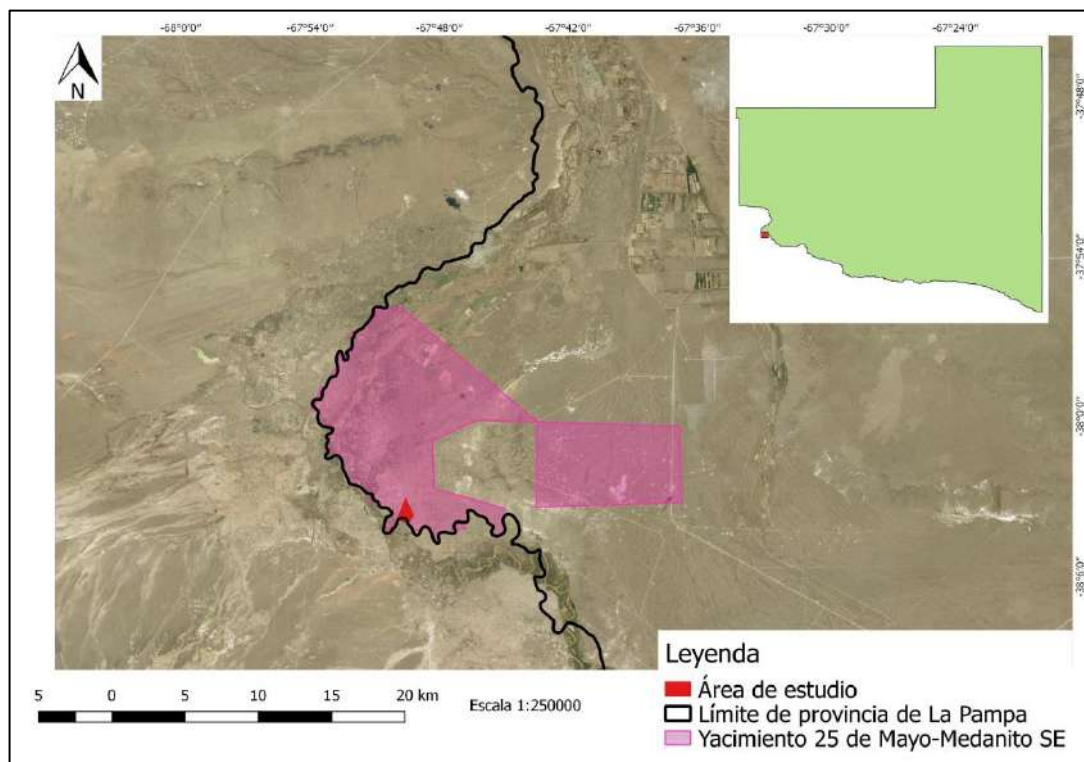 -68°0'0"
-67°54'0"
-67°48'0"
-67°42'0"
-67°36'0"
-67°30'0"
-67°24'0"
N
-37°48'0"
-37°54'0"
-38°0'0"
-38°6'0"
Leyenda
Área de estudio
Límite de provincia de La Pampa
Yacimiento 25 de Mayo-Medanito SE
5 0 5 10 15 20 km
Escala 1:250000